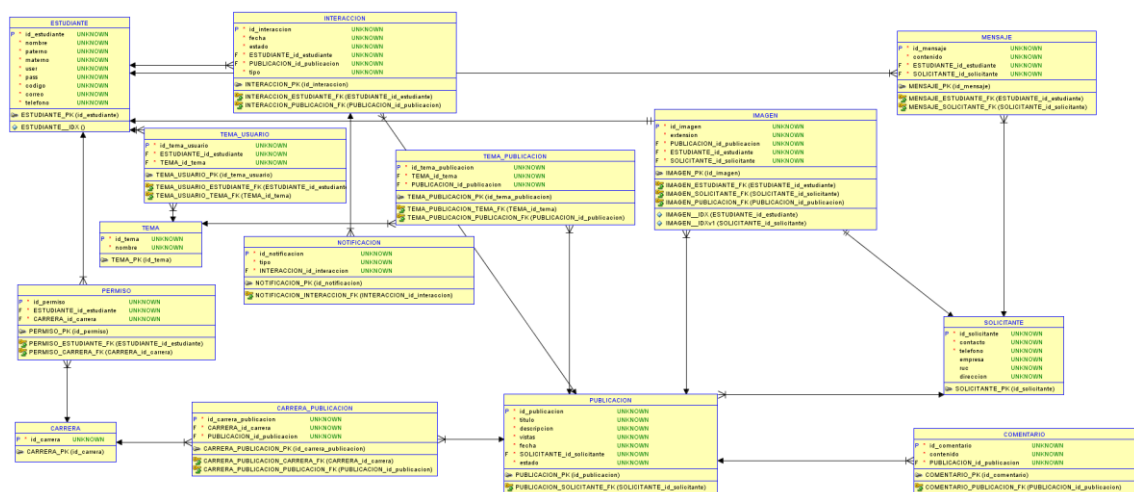 ESTUDIANTE
P * id_estudiante UNKNOWN
* nombre UNKNOWN
* paterno UNKNOWN
* materno UNKNOWN
* user UNKNOWN
* pass UNKNOWN
* codigo UNKNOWN
* correo UNKNOWN
* telefono UNKNOWN
ESTUDIANTE_PK (id_estudiante)
ESTUDIANTE__IDX ()
INTERACCION
P * id_interaccion UNKNOWN
* fecha UNKNOWN
* estado UNKNOWN
F * ESTUDIANTE_id_estudiante UNKNOWN
F * PUBLICACION_id_publicacion UNKNOWN
* tipo UNKNOWN
INTERACCION_PK (id_interaccion)
INTERACCION_ESTUDIANTE_FK (ESTUDIANTE_id_estudiante)
INTERACCION_PUBLICACION_FK (PUBLICACION_id_publicacion)
MENSAJE
P * id_mensaje UNKNOWN
* contenido UNKNOWN
F * ESTUDIANTE_id_estudiante UNKNOWN
F * SOLICITANTE_id_solicitante UNKNOWN
MENSAJE_PK (id_mensaje)
MENSAJE_ESTUDIANTE_FK (ESTUDIANTE_id_estudiante)
MENSAJE_SOLICITANTE_FK (SOLICITANTE_id_solicitante)
IMAGEN
P * id_imagen UNKNOWN
* extension UNKNOWN
F * PUBLICACION_id_publicacion UNKNOWN
F * ESTUDIANTE_id_estudiante UNKNOWN
F * SOLICITANTE_id_solicitante UNKNOWN
IMAGEN_PK (id_imagen)
IMAGEN_ESTUDIANTE_FK (ESTUDIANTE_id_estudiante)
IMAGEN_SOLICITANTE_FK (SOLICITANTE_id_solicitante)
IMAGEN_PUBLICACION_FK (PUBLICACION_id_publicacion)
IMAGEN__IDX (ESTUDIANTE_id_estudiante)
IMAGEN__IDXv1 (SOLICITANTE_id_solicitante)
TEMA_USUARIO
P * id_tema_usuario UNKNOWN
F * ESTUDIANTE_id_estudiante UNKNOWN
F * TEMA_id_tema UNKNOWN
TEMA_USUARIO_PK (id_tema_usuario)
TEMA_USUARIO_ESTUDIANTE_FK (ESTUDIANTE_id_estudiante)
TEMA_USUARIO_TEMA_FK (TEMA_id_tema)
TEMA_PUBLICACION
P * id_tema_publicacion UNKNOWN
F * TEMA_id_tema UNKNOWN
F * PUBLICACION_id_publicacion UNKNOWN
TEMA_PUBLICACION_PK (id_tema_publicacion)
TEMA_PUBLICACION_TEMA_FK (TEMA_id_tema)
TEMA_PUBLICACION_PUBLICACION_FK (PUBLICACION_id_publicacion)
TEMA
P * id_tema UNKNOWN
* nombre UNKNOWN
TEMA_PK (id_tema)
NOTIFICACION
P * id_notificacion UNKNOWN
* tipo UNKNOWN
F * INTERACCION_id_interaccion UNKNOWN
NOTIFICACION_PK (id_notificacion)
NOTIFICACION_INTERACCION_FK (INTERACCION_id_interaccion)
PERMISO
P * id_permiso UNKNOWN
F * ESTUDIANTE_id_estudiante UNKNOWN
F * CARRERA_id_carrera UNKNOWN
PERMISO_PK (id_permiso)
PERMISO_ESTUDIANTE_FK (ESTUDIANTE_id_estudiante)
PERMISO_CARRERA_FK (CARRERA_id_carrera)
SOLICITANTE
P * id_solicitante UNKNOWN
* contacto UNKNOWN
* telefono UNKNOWN
empresa UNKNOWN
ruc UNKNOWN
direccion UNKNOWN
SOLICITANTE_PK (id_solicitante)
CARRERA
P * id_carrera UNKNOWN
CARRERA_PK (id_carrera)
CARRERA_PUBLICACION
P * id_carrera_publicacion UNKNOWN
F * CARRERA_id_carrera UNKNOWN
F * PUBLICACION_id_publicacion UNKNOWN
CARRERA_PUBLICACION_PK (id_carrera_publicacion)
CARRERA_PUBLICACION_CARRERA_FK (CARRERA_id_carrera)
CARRERA_PUBLICACION_PUBLICACION_FK (PUBLICACION_id_publicacion)
PUBLICACION
P * id_publicacion UNKNOWN
* titulo UNKNOWN
* descripcion UNKNOWN
* vistas UNKNOWN
* fecha UNKNOWN
F * SOLICITANTE_id_solicitante UNKNOWN
* estado UNKNOWN
PUBLICACION_PK (id_publicacion)
PUBLICACION_SOLICITANTE_FK (SOLICITANTE_id_solicitante)
COMENTARIO
P * id_comentario UNKNOWN
* contenido UNKNOWN
F * PUBLICACION_id_publicacion UNKNOWN
COMENTARIO_PK (id_comentario)
COMENTARIO_PUBLICACION_FK (PUBLICACION_id_publicacion)